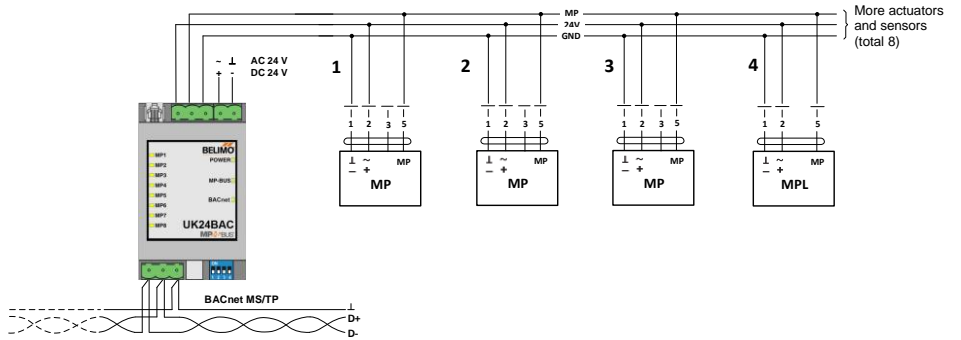 MP
24V
GND
More actuators
and sensors
(total 8)
~ ⊥ AC 24 V
+ - DC 24 V
1 2 3 4
1 2 3 5
1 2 3 5
1 2 3 5
1 2 5
⊥ ~ MP
– +
MP
⊥ ~ MP
– +
MP
⊥ ~ MP
– +
MP
⊥ ~ MP
– +
MPL
BELIMO
POWER
MP1
MP2
MP3
MP4
MP5
MP6
MP7
MP8
MP-BUS
BACnet
UK24BAC
MP BUS
ON
BACnet MS/TP
⊥
D+
D-